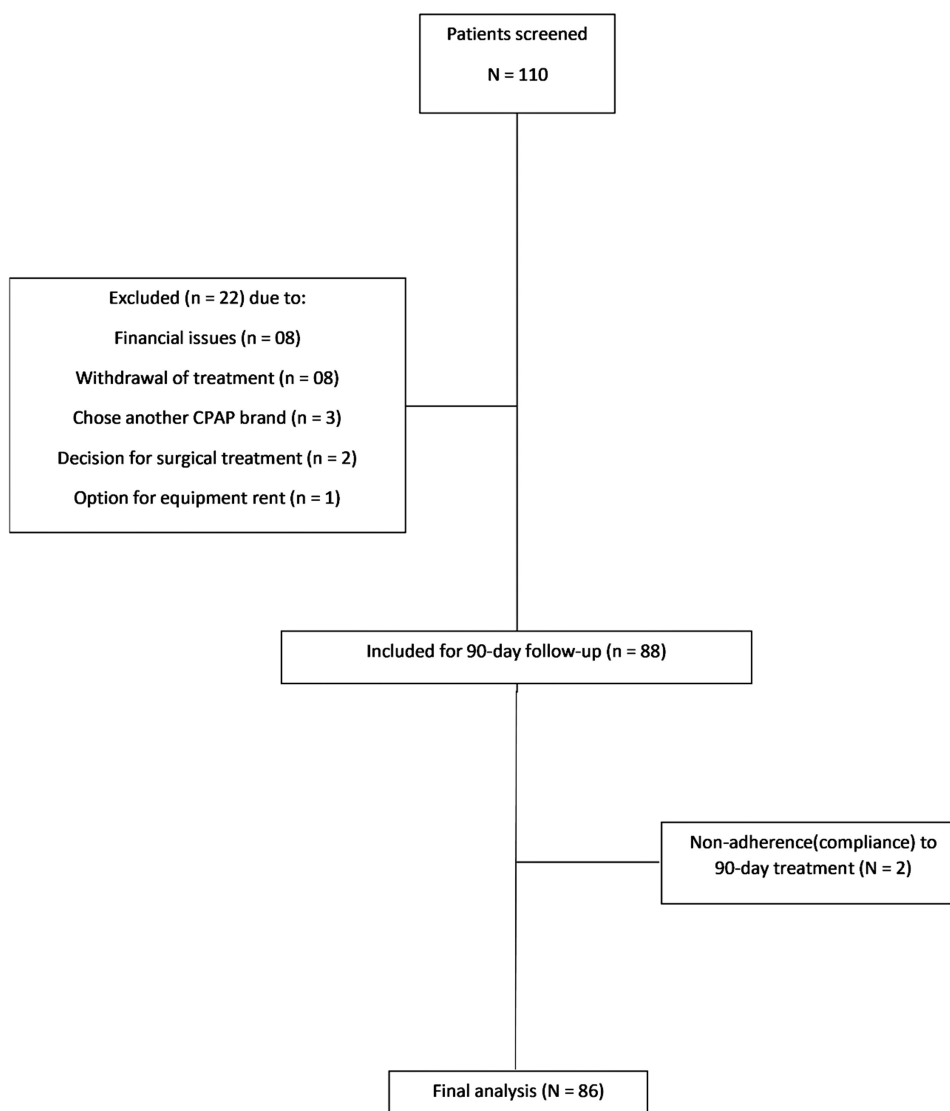 Patients screened
N = 110
Excluded (n = 22) due to:
Financial issues (n = 08)
Withdrawal of treatment (n = 08)
Chose another CPAP brand (n = 3)
Decision for surgical treatment (n = 2)
Option for equipment rent (n = 1)
Included for 90-day follow-up (n = 88)
Non-adherence(compliance) to
90-day treatment (N = 2)
Final analysis (N = 86)